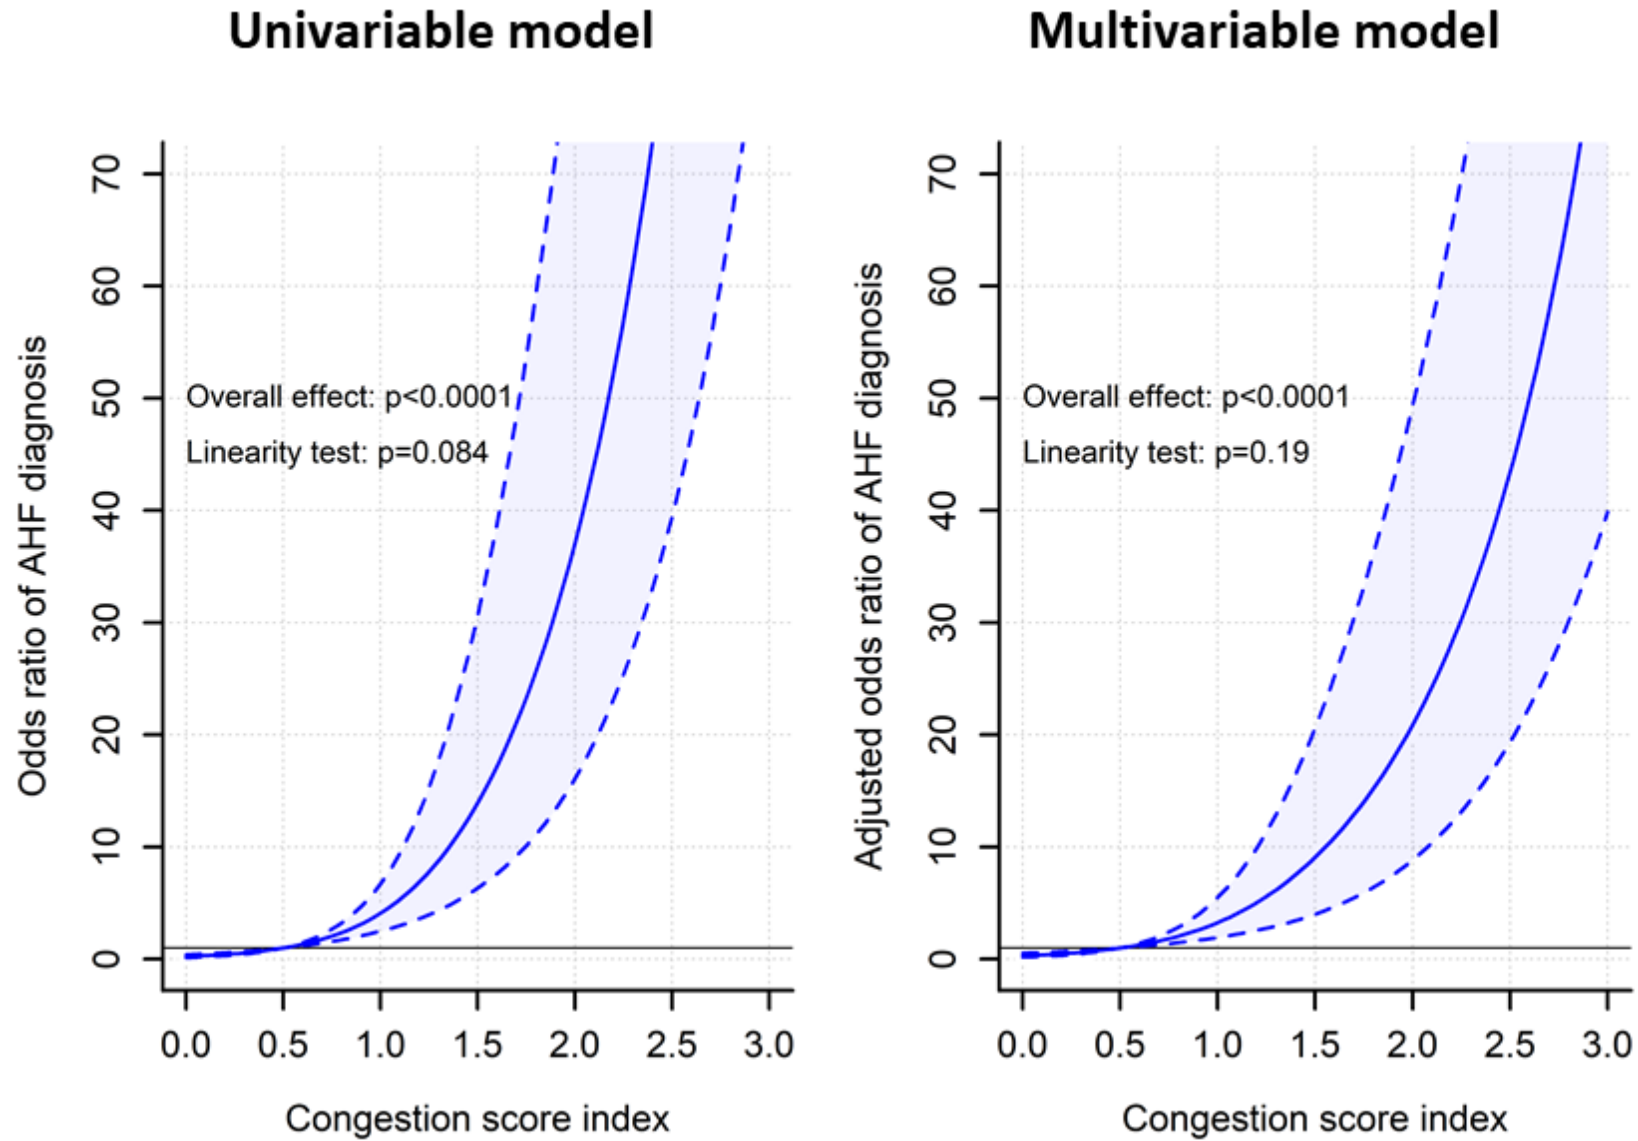 Univariable model
Odds ratio of AHF diagnosis
70
60
50
40
30
20
10
0
Overall effect: p<0.0001
Linearity test: p=0.084
0.0 0.5 1.0 1.5 2.0 2.5 3.0
Congestion score index
Multivariable model
Adjusted odds ratio of AHF diagnosis
70
60
50
40
30
20
10
0
Overall effect: p<0.0001
Linearity test: p=0.19
0.0 0.5 1.0 1.5 2.0 2.5 3.0
Congestion score index